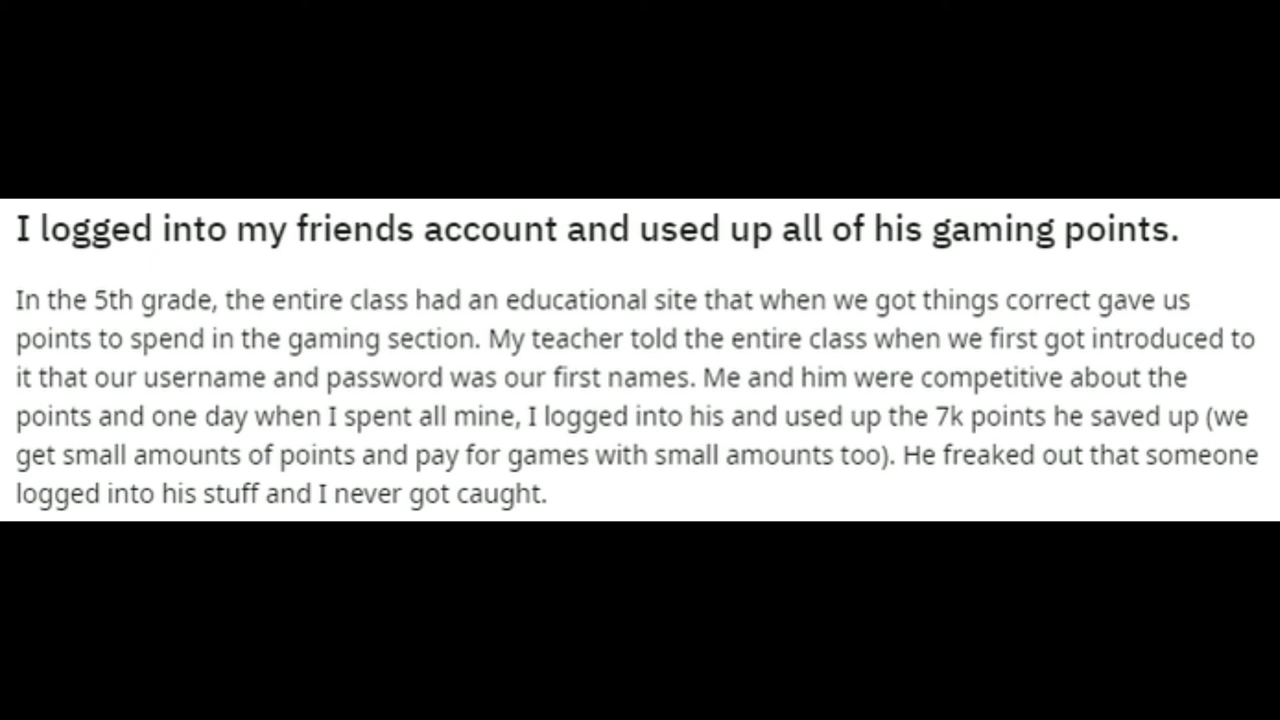 I logged into my friends account and used up all of his gaming points.
In the 5th grade, the entire class had an educational site that when we got things correct gave us
points to spend in the gaming section. My teacher told the entire class when we first got introduced to
it that our username and password was our first names. Me and him were competitive about the
points and one day when I spent all mine, I logged into his and used up the 7k points he saved up (we
get small amounts of points and pay for games with small amounts too). He freaked out that someone
logged into his stuff and I never got caught.